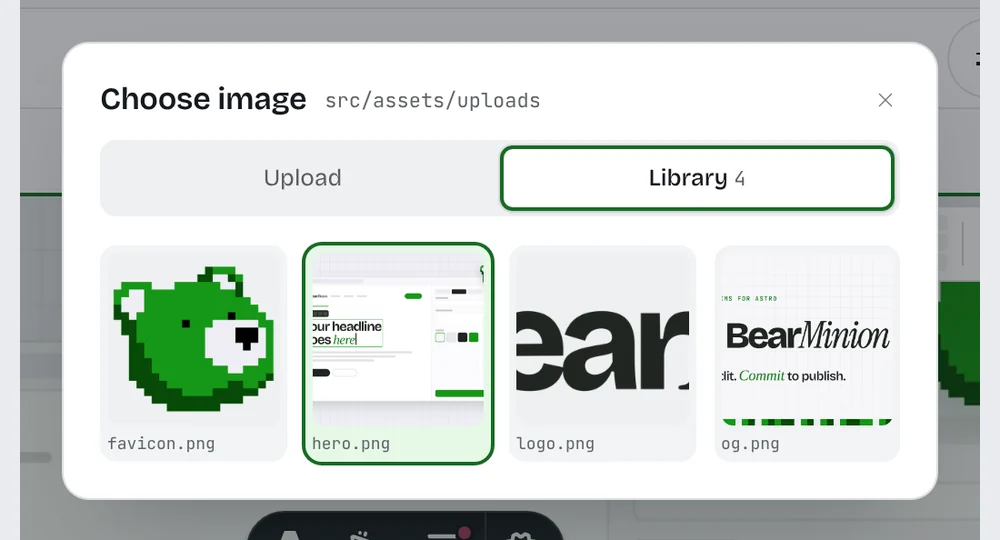 Choose image src/assets/uploads
Upload
Library 4
our headline
oes here
ear
MS FOR ASTRO
BearMinion
dit. Commit to publish.
favicon.png
hero.png
logo.png
og.png